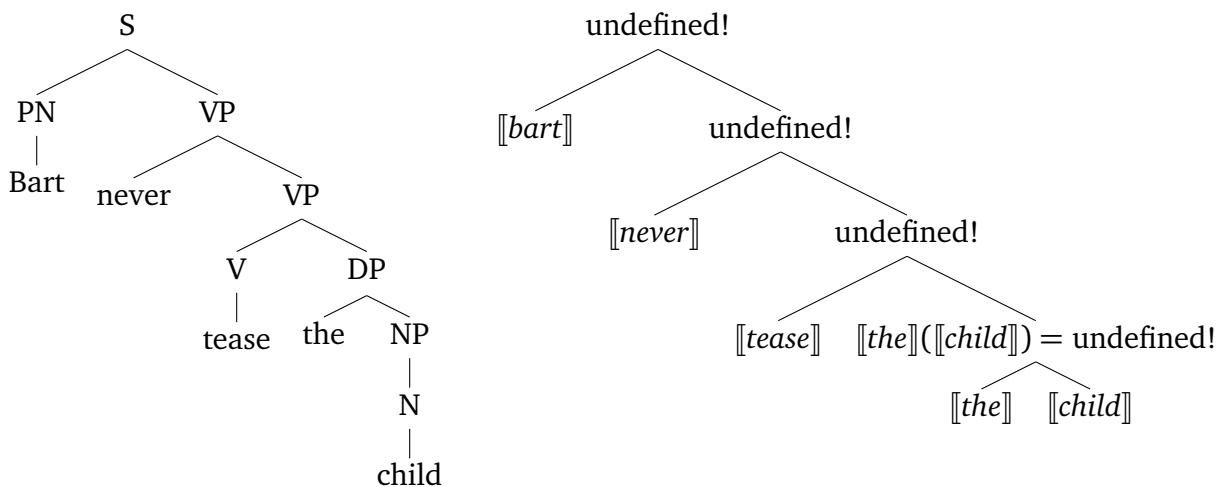 S
undefined!
PN VP
⟦bart⟧ undefined!
Bart never VP
⟦never⟧ undefined!
V DP
tease the NP
⟦tease⟧ ⟦the⟧(⟦child⟧) = undefined!
N
⟦the⟧ ⟦child⟧
child